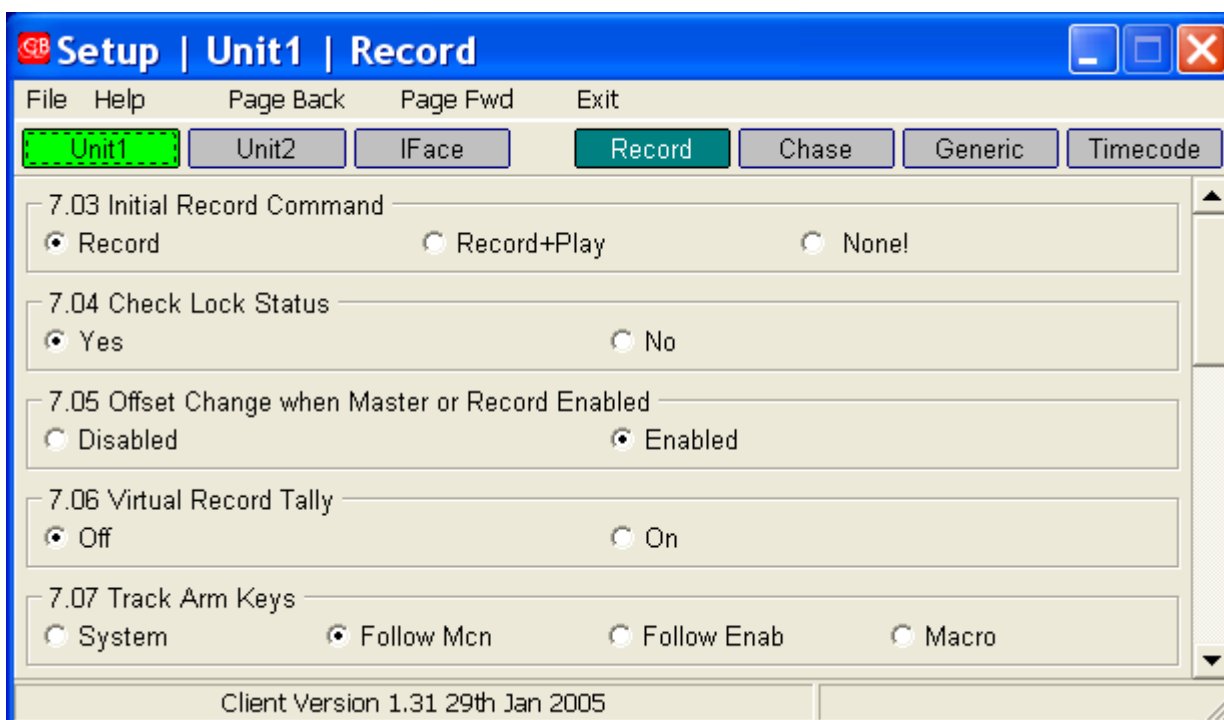 GB Setup | Unit1 | Record
File Help Page Back Page Fwd Exit
Unit1 Unit2 IFace Record Chase Generic Timecode
7.03 Initial Record Command
Record Record+Play None!
7.04 Check Lock Status
Yes No
7.05 Offset Change when Master or Record Enabled
Disabled Enabled
7.06 Virtual Record Tally
Off On
7.07 Track Arm Keys
System Follow Mcn Follow Enab Macro
Client Version 1.31 29th Jan 2005